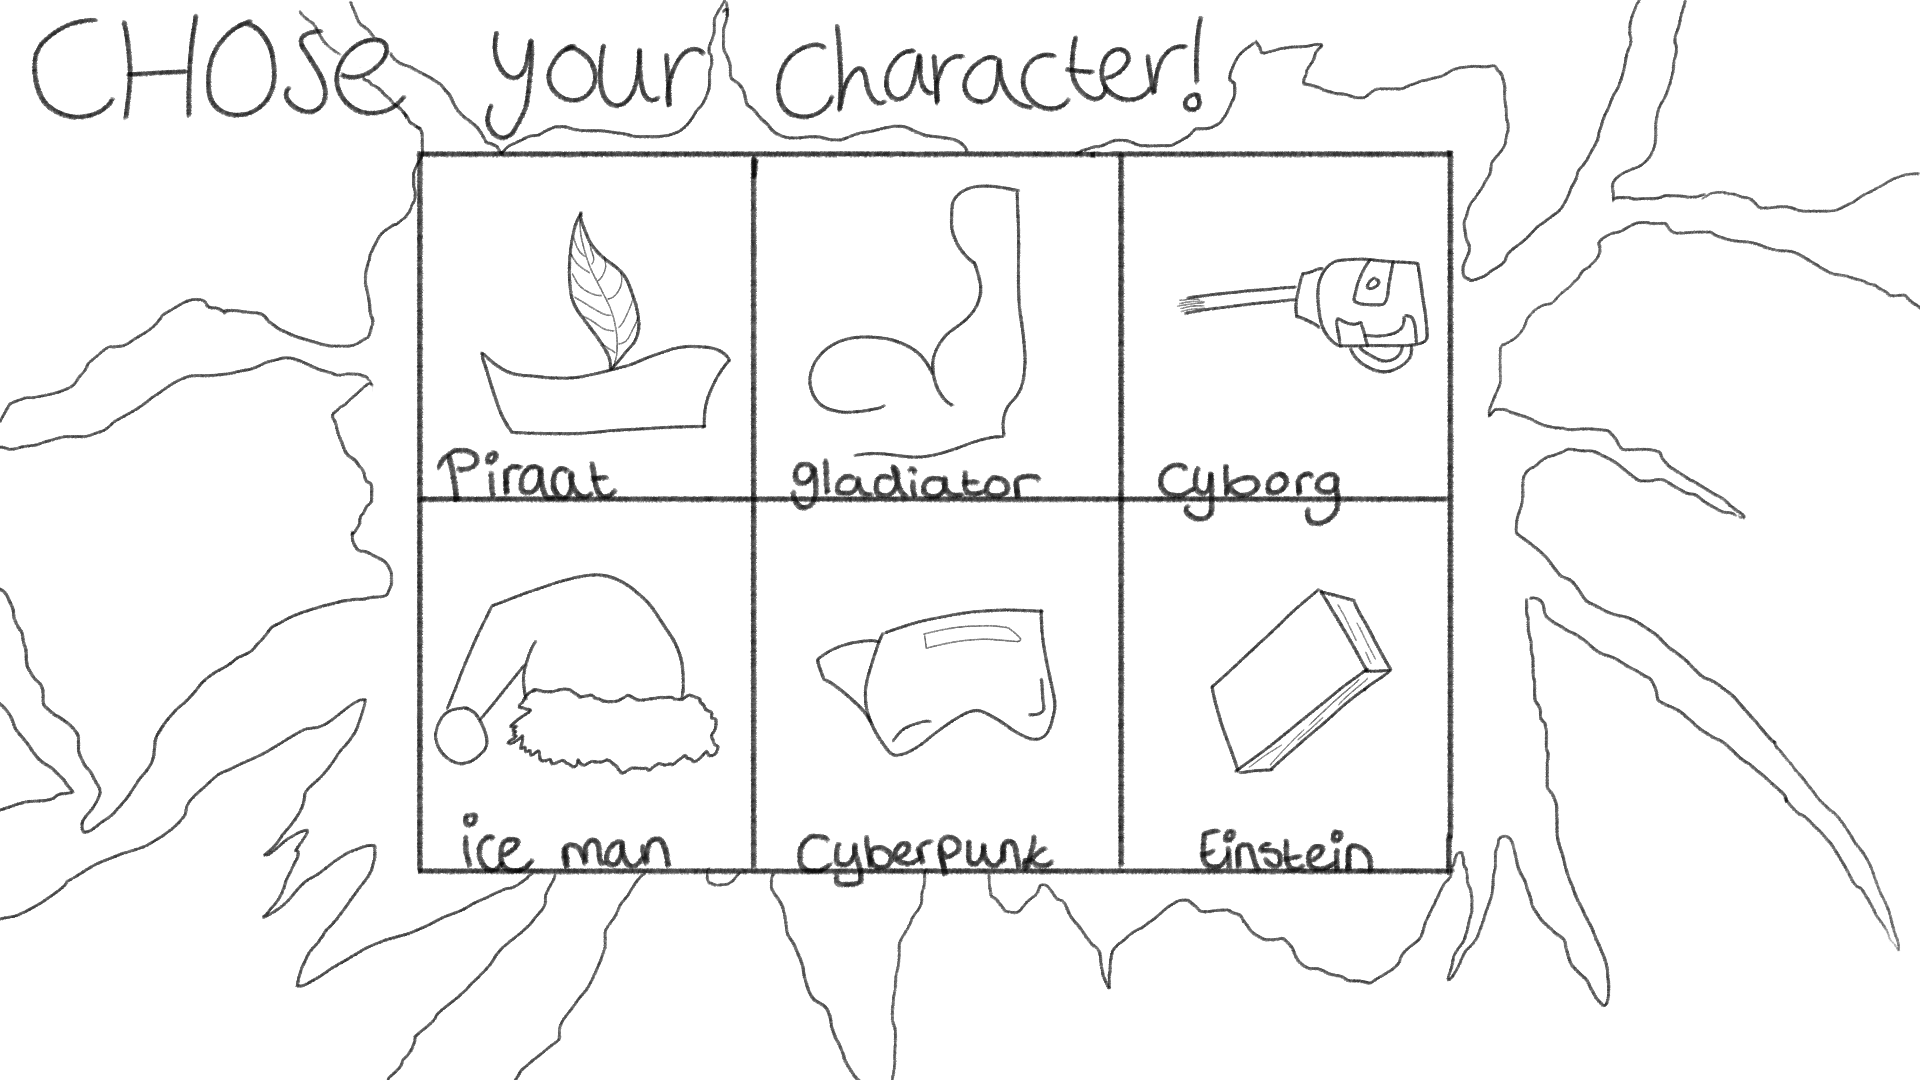 CHOse your character!
Piraat
gladiator
Cyborg
ice man
Cyberpunk
Einstein